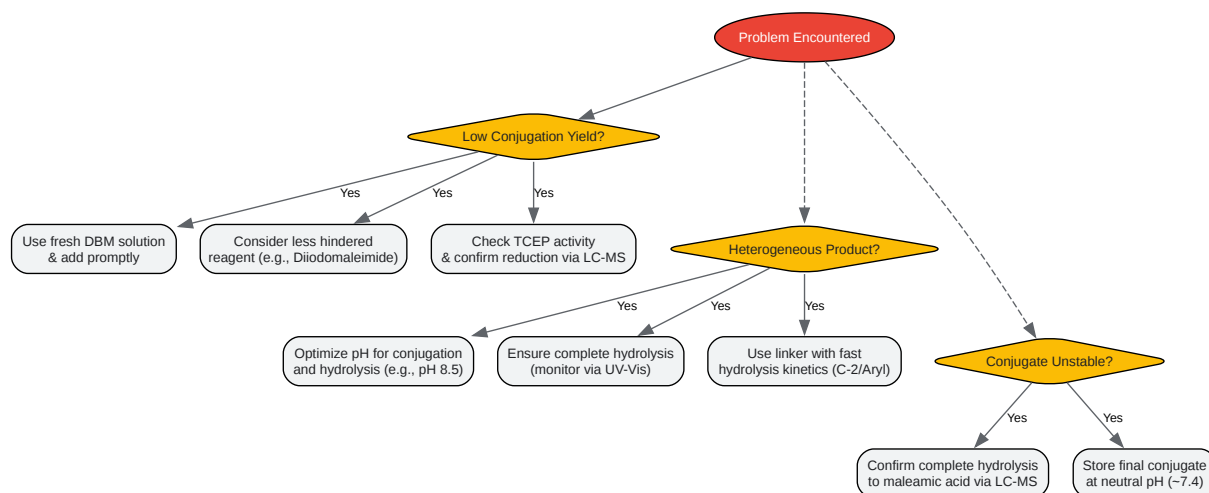 Problem Encountered
Low Conjugation Yield?
Yes
Yes
Yes
Use fresh DBM solution
& add promptly
Consider less hindered
reagent (e.g., Diiodomaleimide)
Check TCEP activity
& confirm reduction via LC-MS
Heterogeneous Product?
Yes
Yes
Yes
Optimize pH for conjugation
and hydrolysis (e.g., pH 8.5)
Ensure complete hydrolysis
(monitor via UV-Vis)
Use linker with fast
hydrolysis kinetics (C-2/Aryl)
Conjugate Unstable?
Yes
Yes
Confirm complete hydrolysis
to maleamic acid via LC-MS
Store final conjugate
at neutral pH (~7.4)